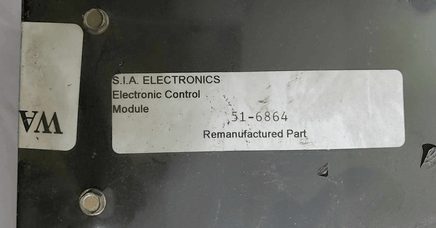 S.I.A. ELECTRONICS
Electronic Control
Module
51-6864
Remanufactured Part
WA